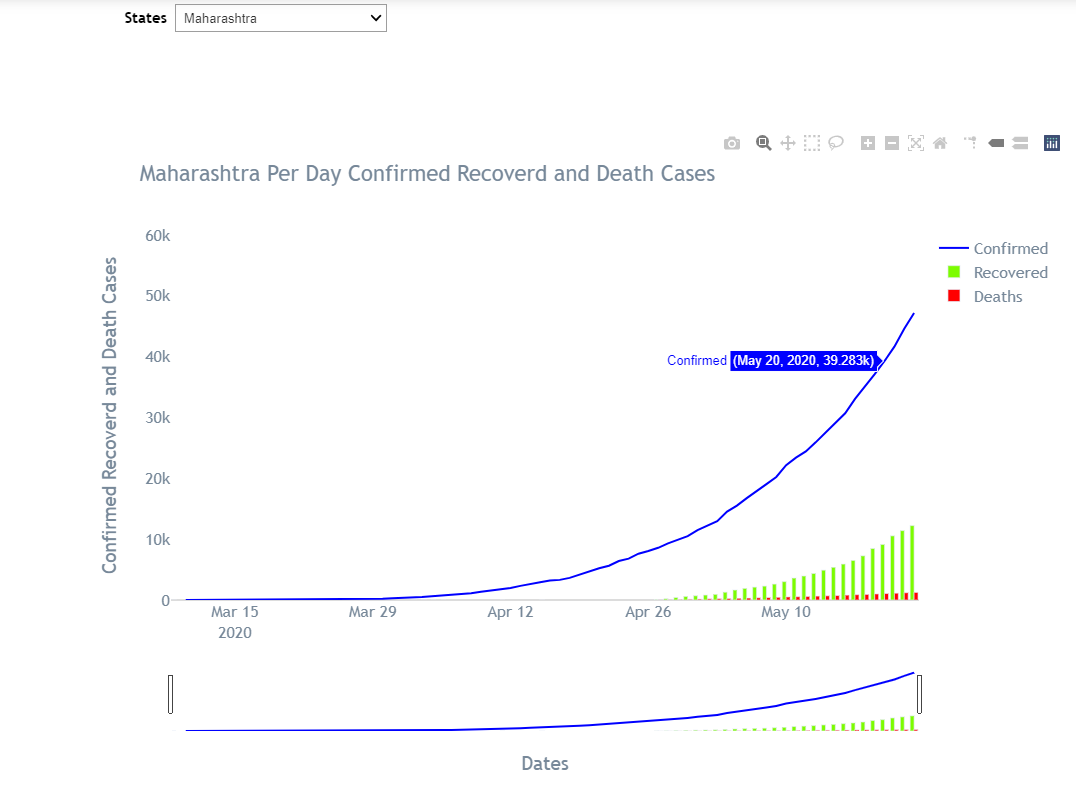 States Maharashtra
Maharashtra Per Day Confirmed Recoverd and Death Cases
Confirmed Recoverd and Death Cases
60k
50k
40k
30k
20k
10k
0
Confirmed
Recovered
Deaths
Confirmed (May 20, 2020, 39.283k)
Mar 15 Mar 29 Apr 12 Apr 26 May 10
2020
Dates